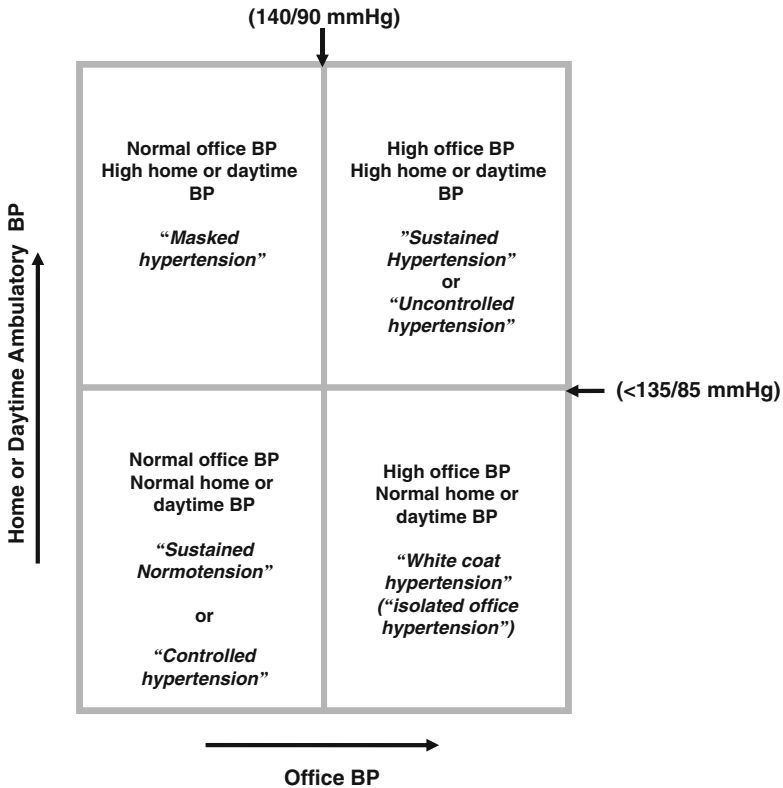 (140/90 mmHg)
Normal office BP
High home or daytime
BP
“Masked
hypertension”
High office BP
High home or daytime
BP
”Sustained
Hypertension”
or
“Uncontrolled
hypertension”
Home or Daytime Ambulatory BP
(<135/85 mmHg)
Normal office BP
Normal home or
daytime BP
“Sustained
Normotension”
or
“Controlled
hypertension”
High office BP
Normal home or
daytime BP
“White coat
hypertension”
(“isolated office
hypertension”)
Office BP